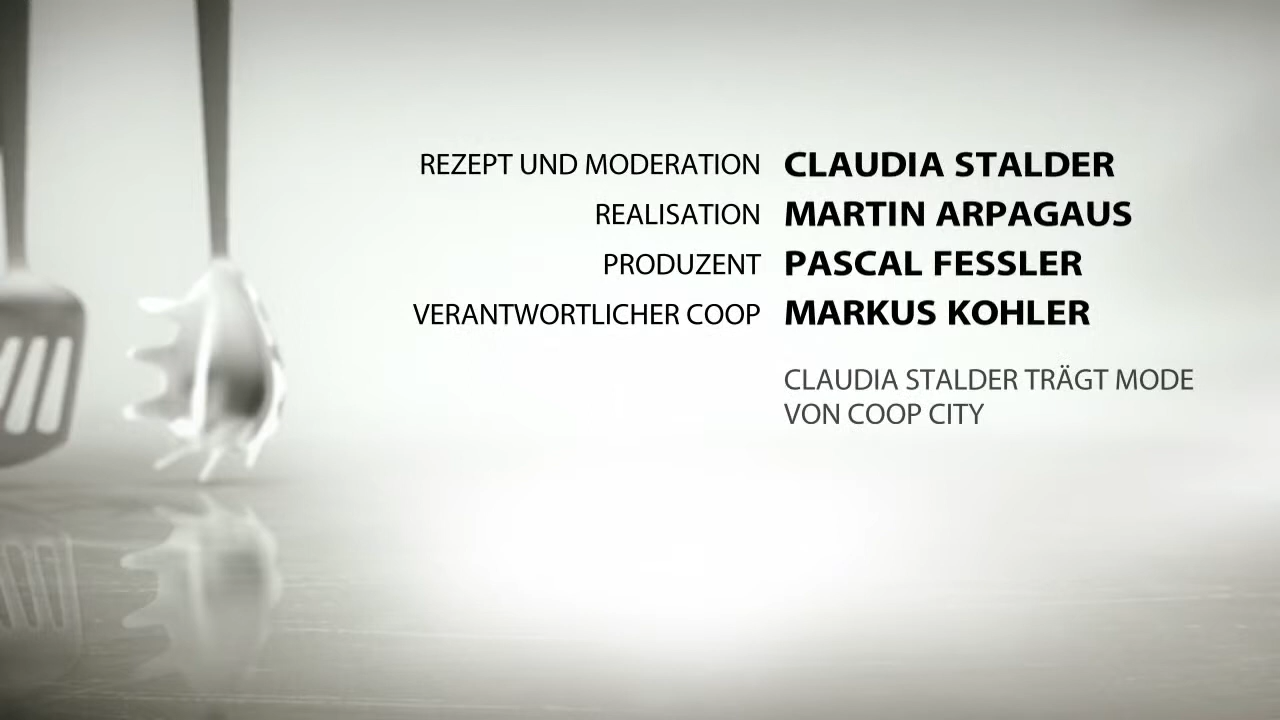 REZEPT UND MODERATION CLAUDIA STALDER
REALISATION MARTIN ARPAGAUS
PRODUZENT PASCAL FESSLER
VERANTWORTLICHER COOP MARKUS KOHLER
CLAUDIA STALDER TRÄGT MODE
VON COOP CITY